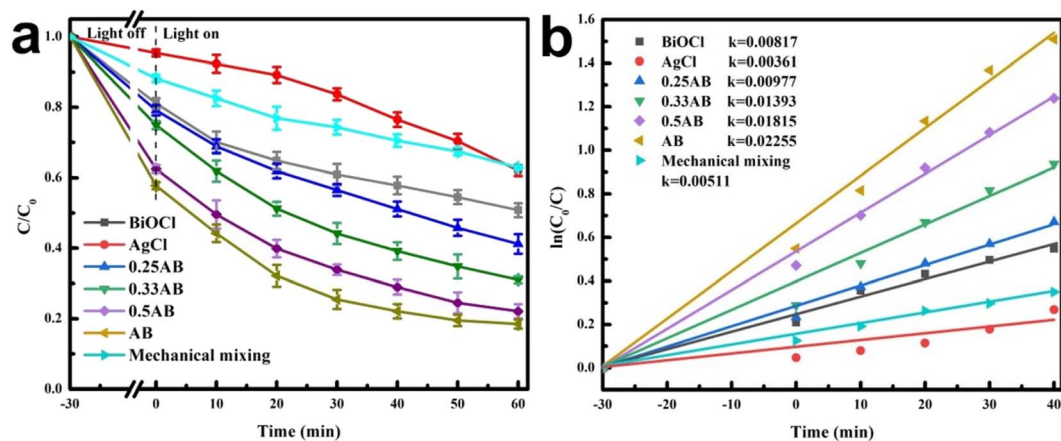 a
Light off
Light on
1.0
0.8
0.6
0.4
0.2
0.0
C/C₀
BiOCl
AgCl
0.25AB
0.33AB
0.5AB
AB
Mechanical mixing
-30 0 10 20 30 40 50 60
Time (min)
b
1.6
1.4
1.2
1.0
0.8
0.6
0.4
0.2
0.0
ln(C₀/C)
BiOCl k=0.00817
AgCl k=0.00361
0.25AB k=0.00977
0.33AB k=0.01393
0.5AB k=0.01815
AB k=0.02255
Mechanical mixing
k=0.00511
-30 -20 -10 0 10 20 30 40
Time (min)